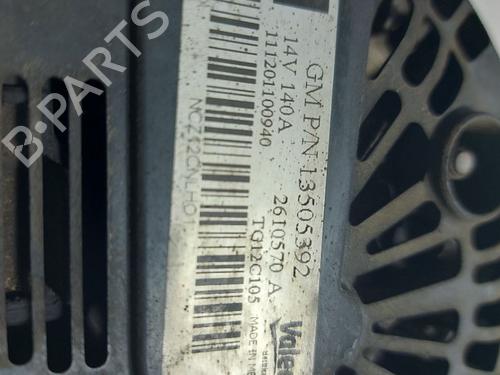 GM P/N 13505392
14V 140A
2610570 A
111201100940
TG12C105
MADE IN
Valeo
B-PARTS